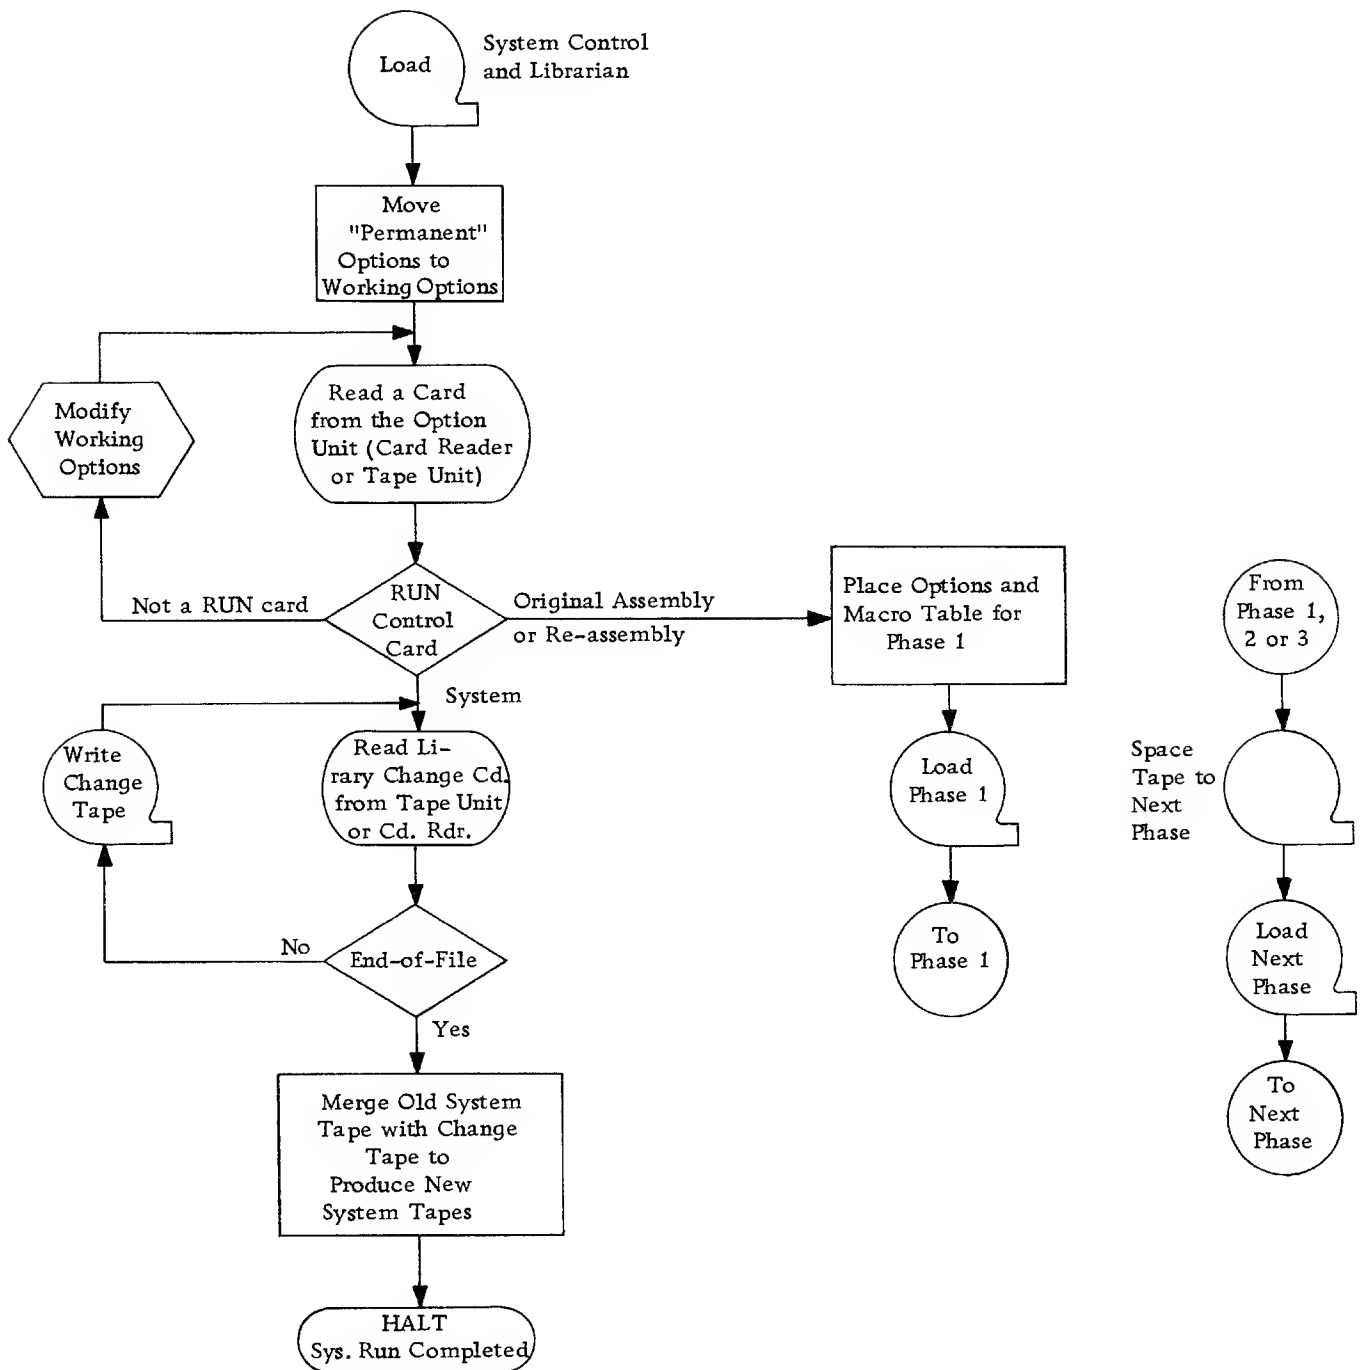 Load
System Control
and Librarian
Move
"Permanent"
Options to
Working Options
Modify
Working
Options
Read a Card
from the Option
Unit (Card Reader
or Tape Unit)
Not a RUN card
RUN
Control
Card
Original Assembly
or Re-assembly
Place Options and
Macro Table for
Phase 1
From
Phase 1,
2 or 3
System
Write
Change
Tape
Read Li-
rary Change Cd.
from Tape Unit
or Cd. Rdr.
Load
Phase 1
Space
Tape to
Next
Phase
No
End-of-File
Yes
To
Phase 1
Load
Next
Phase
Merge Old System
Tape with Change
Tape to
Produce New
System Tapes
To
Next
Phase
HALT
Sys. Run Completed